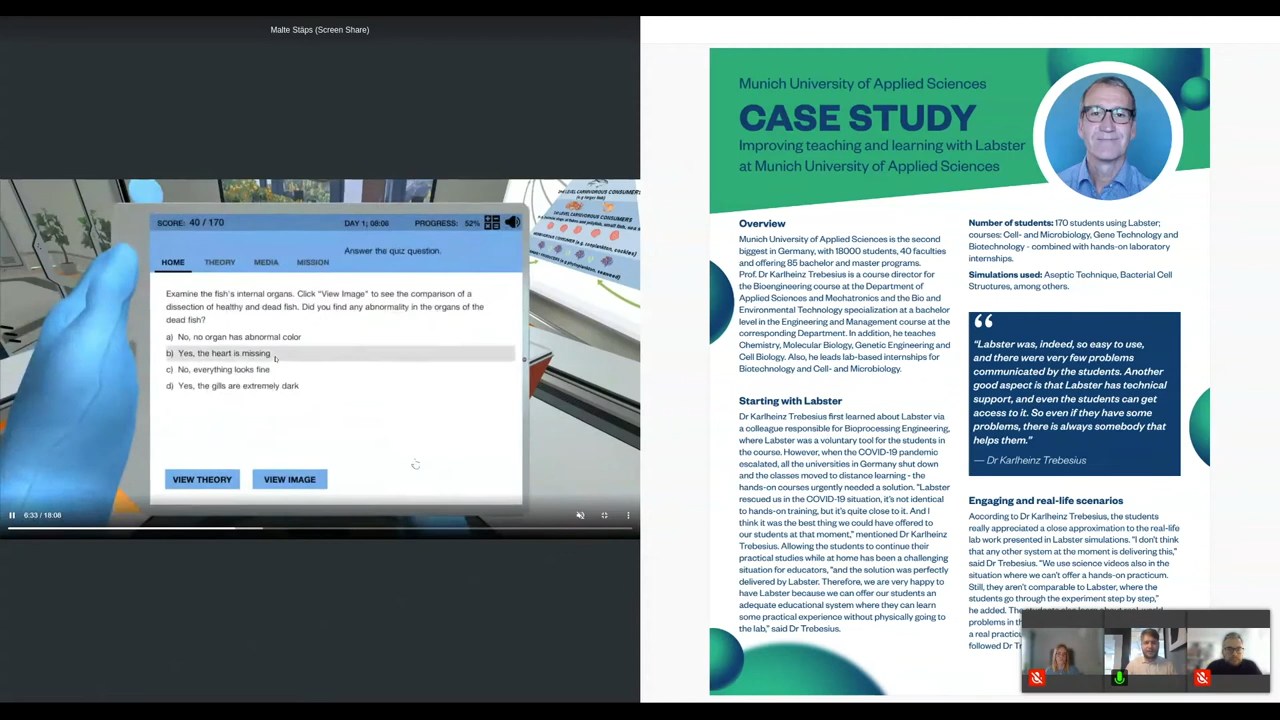 Malte Stäps (Screen Share)
2ND LEVEL CARNIVOROUS CONSUMERS
SCORE: 40 / 170
DAY 1; 08:06
PROGRESS: 52%
Answer the quiz question.
HOME THEORY MEDIA MISSION
Examine the fish's internal organs. Click "View Image" to see the comparison of a
dissection of healthy and dead fish. Did you find any abnormality in the organs of the
dead fish?
a) No, no organ has abnormal color
b) Yes, the heart is missing
c) No, everything looks fine
d) Yes, the gills are extremely dark
VIEW THEORY VIEW IMAGE
6:33 / 18:08
Munich University of Applied Sciences
CASE STUDY
Improving teaching and learning with Labster
at Munich University of Applied Sciences
Overview
Munich University of Applied Sciences is the second
biggest in Germany, with 18000 students, 40 faculties
and offering 85 bachelor and master programs.
Prof. Dr Karlheinz Trebesius is a course director for
the Bioengineering course at the Department of
Applied Sciences and Mechatronics and the Bio and
Environmental Technology specialization at a bachelor
level in the Engineering and Management course at the
corresponding Department. In addition, he teaches
Chemistry, Molecular Biology, Genetic Engineering and
Cell Biology. Also, he leads lab-based internships for
Biotechnology and Cell- and Microbiology.
Starting with Labster
Dr Karlheinz Trebesius first learned about Labster via
a colleague responsible for Bioprocessing Engineering,
where Labster was a voluntary tool for the students in
the course. However, when the COVID-19 pandemic
escalated, all the universities in Germany shut down
and the classes moved to distance learning - the
hands-on courses urgently needed a solution. "Labster
rescued us in the COVID-19 situation, it's not identical
to hands-on training, but it's quite close to it. And I
think it was the best thing we could have offered to
our students at that moment," mentioned Dr Karlheinz
Trebesius. Allowing the students to continue their
practical studies while at home has been a challenging
situation for educators, "and the solution was perfectly
delivered by Labster. Therefore, we are very happy to
have Labster because we can offer our students an
adequate educational system where they can learn
some practical experience without physically going to
the lab," said Dr Trebesius.
Number of students: 170 students using Labster;
courses: Cell- and Microbiology, Gene Technology and
Biotechnology - combined with hands-on laboratory
internships.
Simulations used: Aseptic Technique, Bacterial Cell
Structures, among others.
“
“Labster was, indeed, so easy to use,
and there were very few problems
communicated by the students. Another
good aspect is that Labster has technical
support, and even the students can get
access to it. So even if they have some
problems, there is always somebody that
helps them.”
— Dr Karlheinz Trebesius
Engaging and real-life scenarios
According to Dr Karlheinz Trebesius, the students
really appreciated a close approximation to the real-life
lab work presented in Labster simulations. "I don't think
that any other system at the moment is delivering this,"
said Dr Trebesius. "We use science videos also in the
situation where we can't offer a hands-on practicum.
Still, they aren't comparable to Labster, where the
students go through the experiment step by step,"
he added. The students also learn about real-world
problems in th
a real practicu
followed Dr Tr